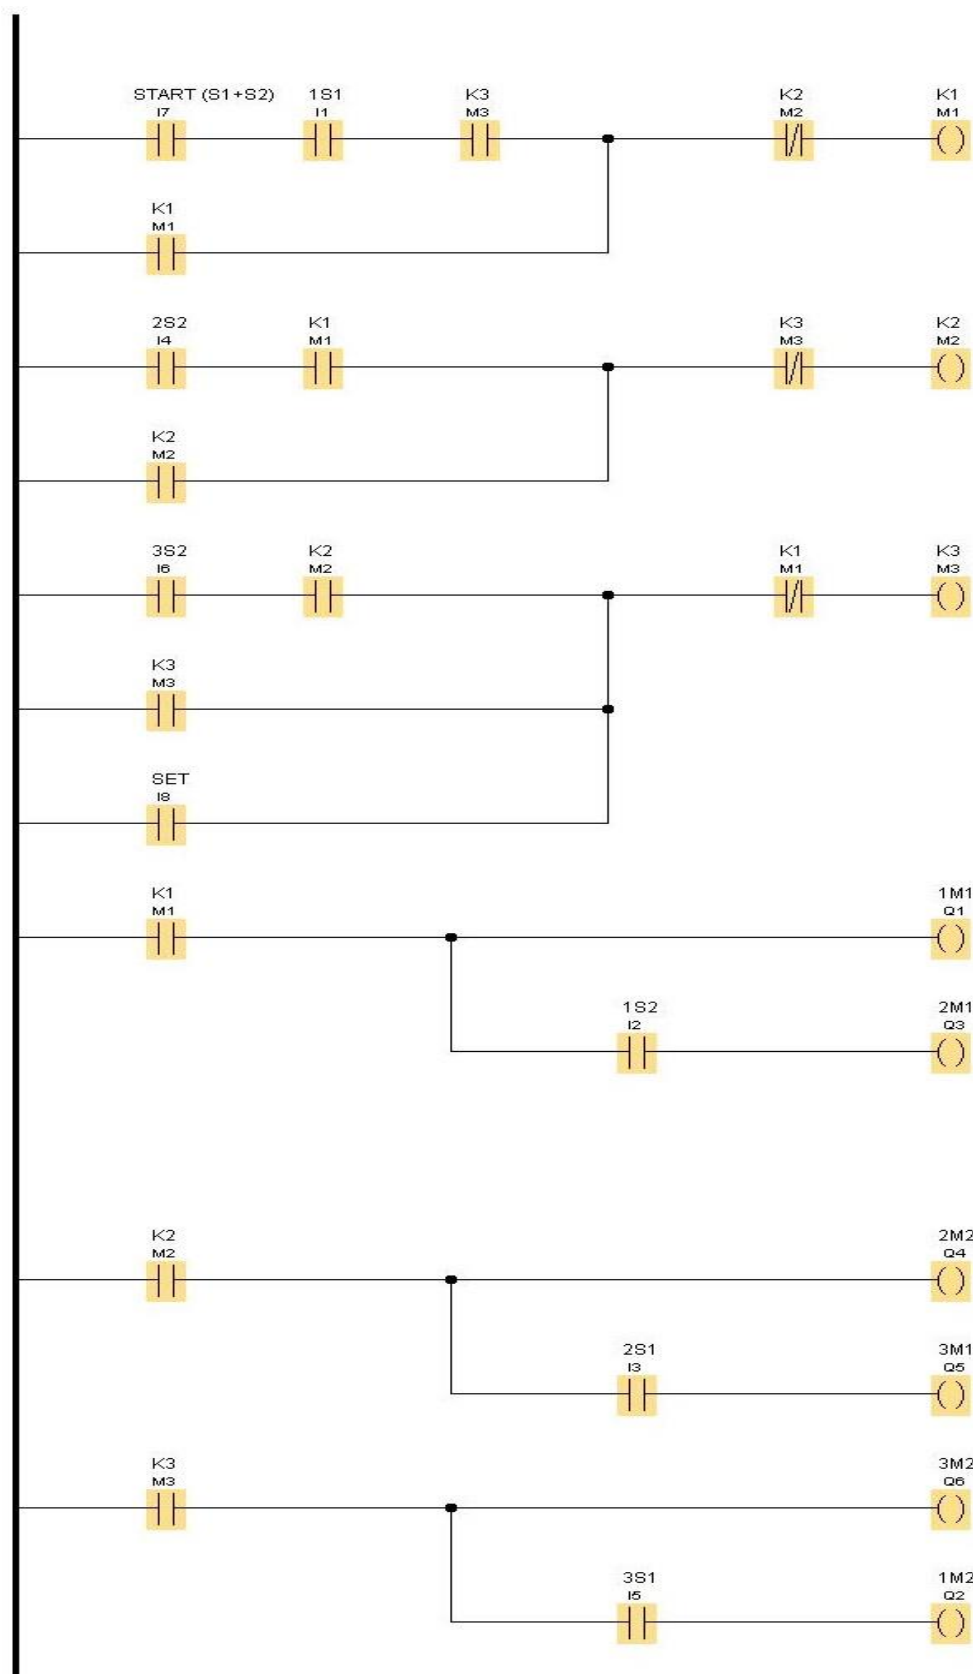 START (S1+S2) 1S1 K3 K2 K1
I7 I1 M3 M2 M1
K1
M1
2S2 K1 K3 K2
I4 M1 M3 M2
K2
M2
3S2 K2 K1 K3
I6 M2 M1 M3
K3
M3
SET
I8
K1 1M1
M1 Q1
1S2 2M1
I2 Q3
K2 2M2
M2 Q4
2S1 3M1
I3 Q5
K3 3M2
M3 Q6
3S1 1M2
I5 Q2